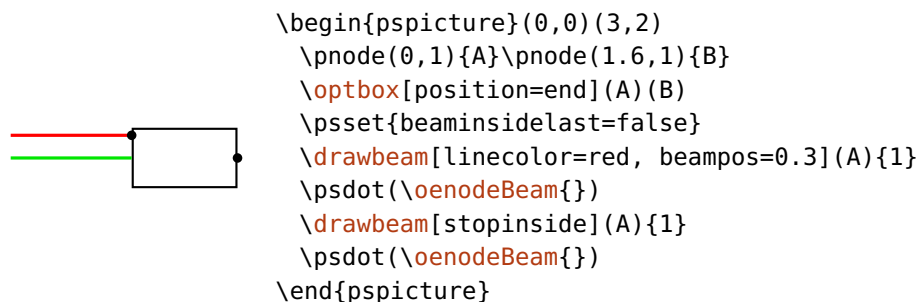 \begin{pspicture}(0,0)(3,2)
\pnode(0,1){A}\pnode(1.6,1){B}
\optbox[position=end](A)(B)
\psset{beaminsidelast=false}
\drawbeam[linecolor=red, beampos=0.3](A){1}
\psdot(\oenodeBeam{})
\drawbeam[stopinside](A){1}
\psdot(\oenodeBeam{})
\end{pspicture}